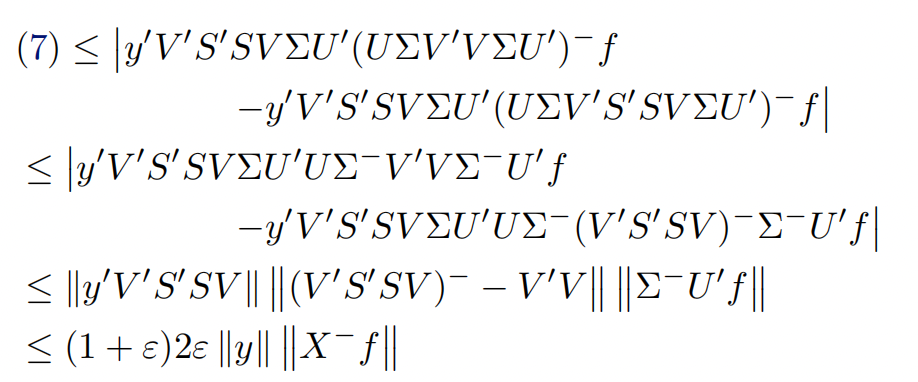 (7) ≤ |y′V′S′SVΣU′(UΣV′VΣU′)⁻f
−y′V′S′SVΣU′(UΣV′S′SVΣU′)⁻f|
≤ |y′V′S′SVΣU′UΣ⁻V′VΣ⁻U′f
−y′V′S′SVΣU′UΣ⁻(V′S′SV)⁻Σ⁻U′f|
≤ ‖y′V′S′SV‖ ‖(V′S′SV)⁻ − V′V‖ ‖Σ⁻U′f‖
≤ (1 + ε)2ε ‖y‖ ‖X⁻f‖